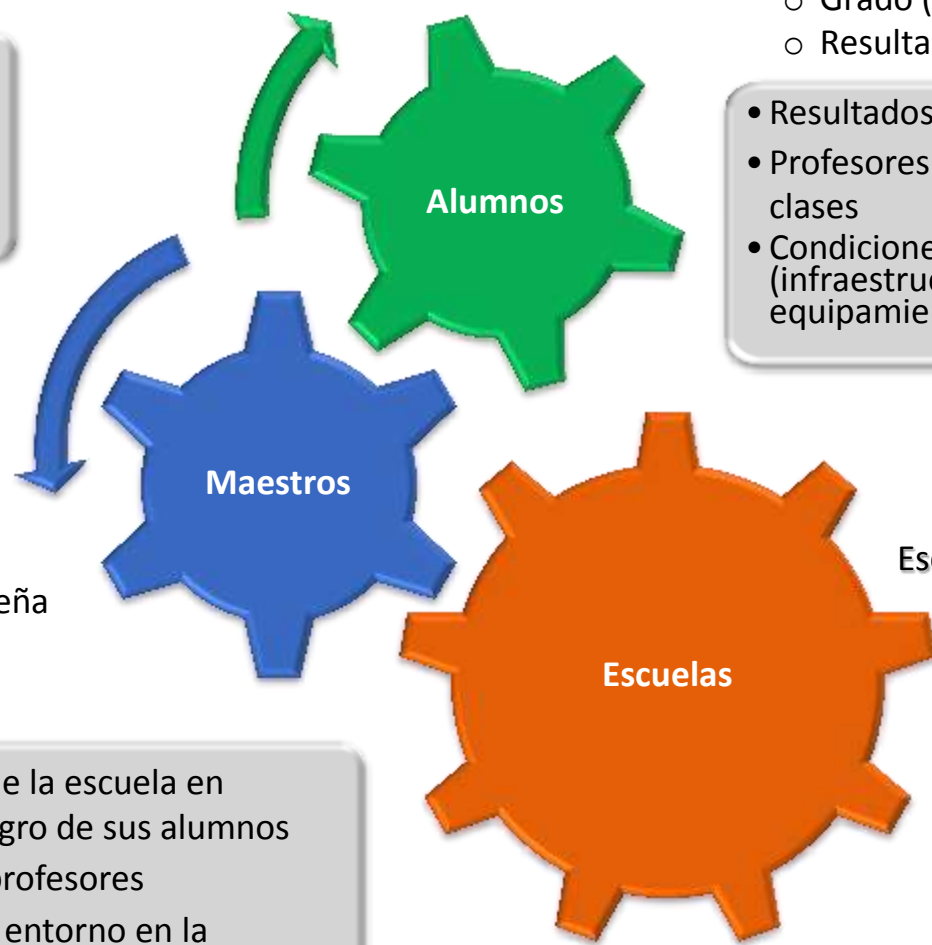 o Grado (
o Resulta
• Resultados
• Profesores
clases
• Condicione
(infraestruc
equipamie
Alumnos
Maestros
Esc
eña
Escuelas
e la escuela en
gro de sus alumnos
profesores
entorno en la